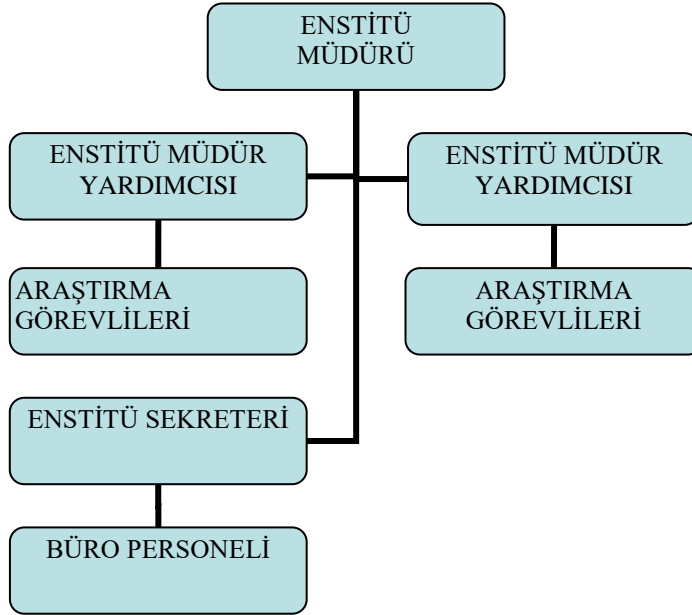 ENSTİTÜ
MÜDÜRÜ
ENSTİTÜ MÜDÜR
YARDIMCISI
ENSTİTÜ MÜDÜR
YARDIMCISI
ARAŞTIRMA
GÖREVLİLERİ
ARAŞTIRMA
GÖREVLİLERİ
ENSTİTÜ SEKRETERİ
BÜRO PERSONELİ